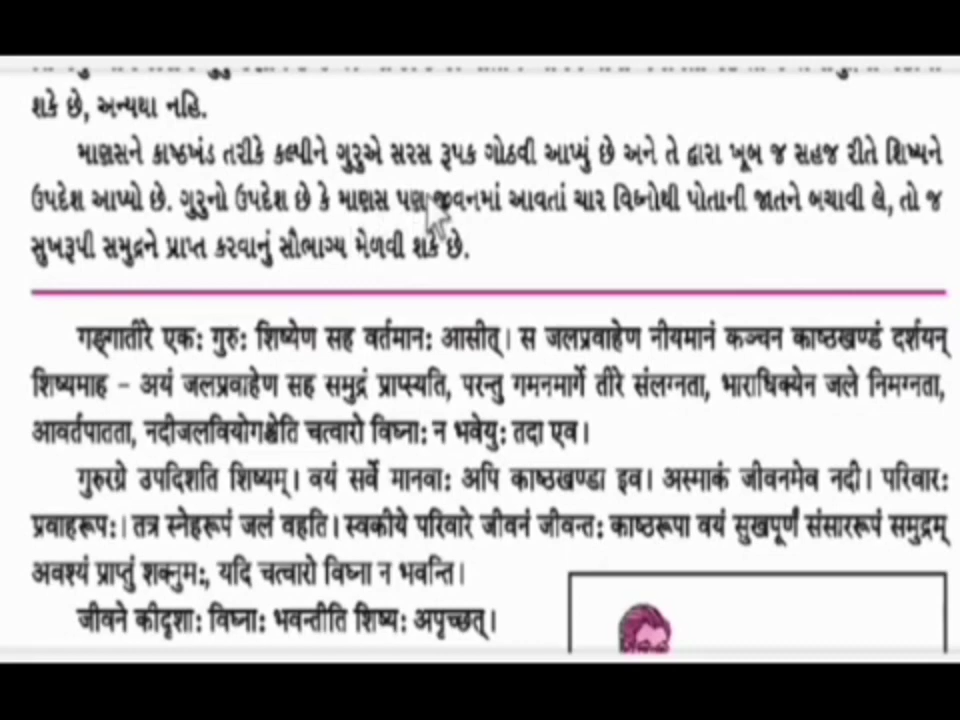 શકે છે, અન્યથા નહિ.
માણસને કાષ્ઠખંડ તરીકે કલ્પીને ગુરુએ સરસ રૂપક ગોઠવી આપ્યું છે અને તે દ્વારા ખૂબ જ સહજ રીતે શિષ્યને
ઉપદેશ આપ્યો છે. ગુરુનો ઉપદેશ છે કે માણસ પણ જીવનમાં આવતાં ચાર વિઘ્નોથી પોતાની જાતને બચાવી લે, તો જ
સુખરૂપી સમુદ્રને પ્રાપ્ત કરવાનું સૌભાગ્ય મેળવી શકે છે.
गङ्गातीरे एकः गुरुः शिष्येण सह वर्तमानः आसीत्। स जलप्रवाहेण नीयमानं कञ्चन काष्ठखण्डं दर्शयन्
शिष्यमाह - अयं जलप्रवाहेण सह समुद्रं प्राप्स्यति, परन्तु गमनमार्गे तीरे संलग्नता, भाराधिक्येन जले निमग्नता,
आवर्तपातता, नदीजलवियोगश्चेति चत्वारो विघ्नाः न भवेयुः तदा एव।
गुरुरग्रे उपदिशति शिष्यम्। वयं सर्वे मानवाः अपि काष्ठखण्डा इव। अस्माकं जीवनमेव नदी। परिवारः
प्रवाहरूपः। तत्र स्नेहरूपं जलं वहति। स्वकीये परिवारे जीवनं जीवन्तः काष्ठरूपा वयं सुखपूर्णं संसाररूपं समुद्रम्
अवश्यं प्राप्तुं शक्नुमः, यदि चत्वारो विघ्ना न भवन्ति।
जीवने कीदृशाः विघ्नाः भवन्तीति शिष्यः अपृच्छत्।